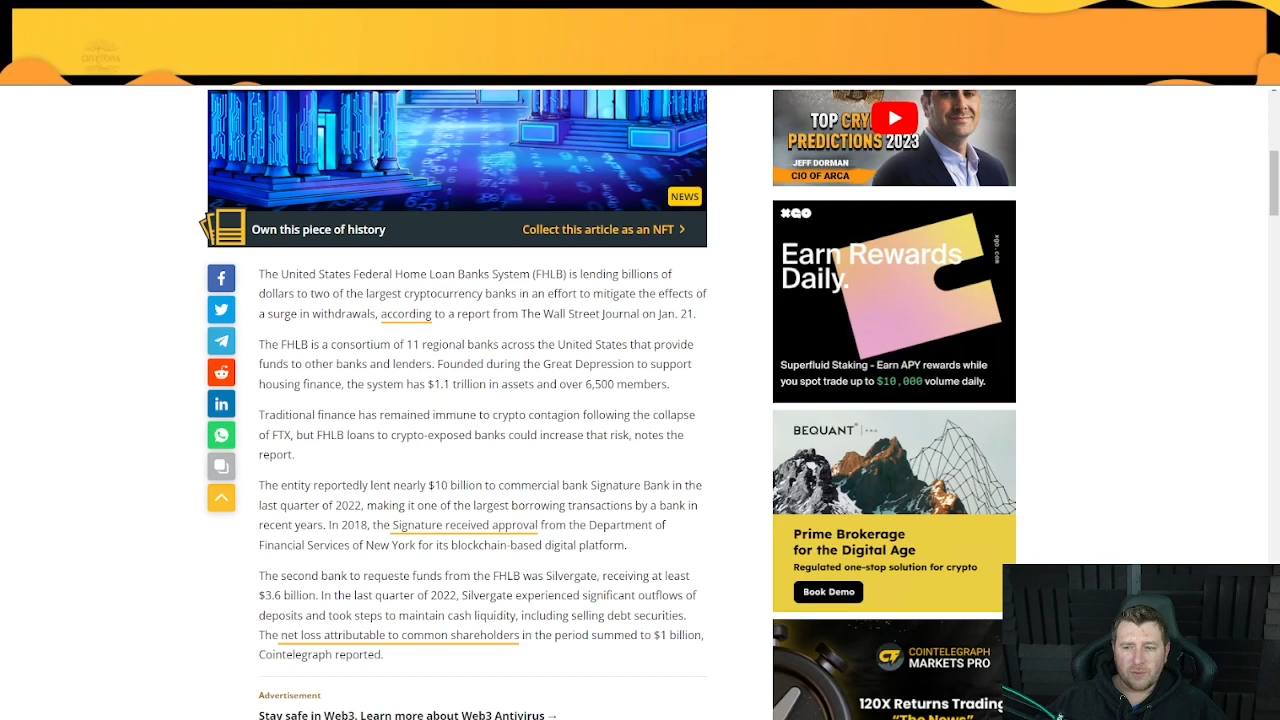 NEWS
Own this piece of history
Collect this article as an NFT >
The United States Federal Home Loan Banks System (FHLB) is lending billions of
dollars to two of the largest cryptocurrency banks in an effort to mitigate the effects of
a surge in withdrawals, according to a report from The Wall Street Journal on Jan. 21.
The FHLB is a consortium of 11 regional banks across the United States that provide
funds to other banks and lenders. Founded during the Great Depression to support
housing finance, the system has $1.1 trillion in assets and over 6,500 members.
Traditional finance has remained immune to crypto contagion following the collapse
of FTX, but FHLB loans to crypto-exposed banks could increase that risk, notes the
report.
The entity reportedly lent nearly $10 billion to commercial bank Signature Bank in the
last quarter of 2022, making it one of the largest borrowing transactions by a bank in
recent years. In 2018, the Signature received approval from the Department of
Financial Services of New York for its blockchain-based digital platform.
The second bank to requeste funds from the FHLB was Silvergate, receiving at least
$3.6 billion. In the last quarter of 2022, Silvergate experienced significant outflows of
deposits and took steps to maintain cash liquidity, including selling debt securities.
The net loss attributable to common shareholders in the period summed to $1 billion,
Cointelegraph reported.
Advertisement
Stay safe in Web3. Learn more about Web3 Antivirus →
TOP
PREDICTIONS 2023
JEFF DORMAN
CIO OF ARCA
XGO
xgo.com
Earn Rewards
Daily.
Superfluid Staking - Earn APY rewards while
you spot trade up to $10,000 volume daily.
BEQUANT | PRO
Prime Brokerage
for the Digital Age
Regulated one-stop solution for crypto
Book Demo
COINTELEGRAPH
MARKETS PRO
120X Returns Trading
"The News"